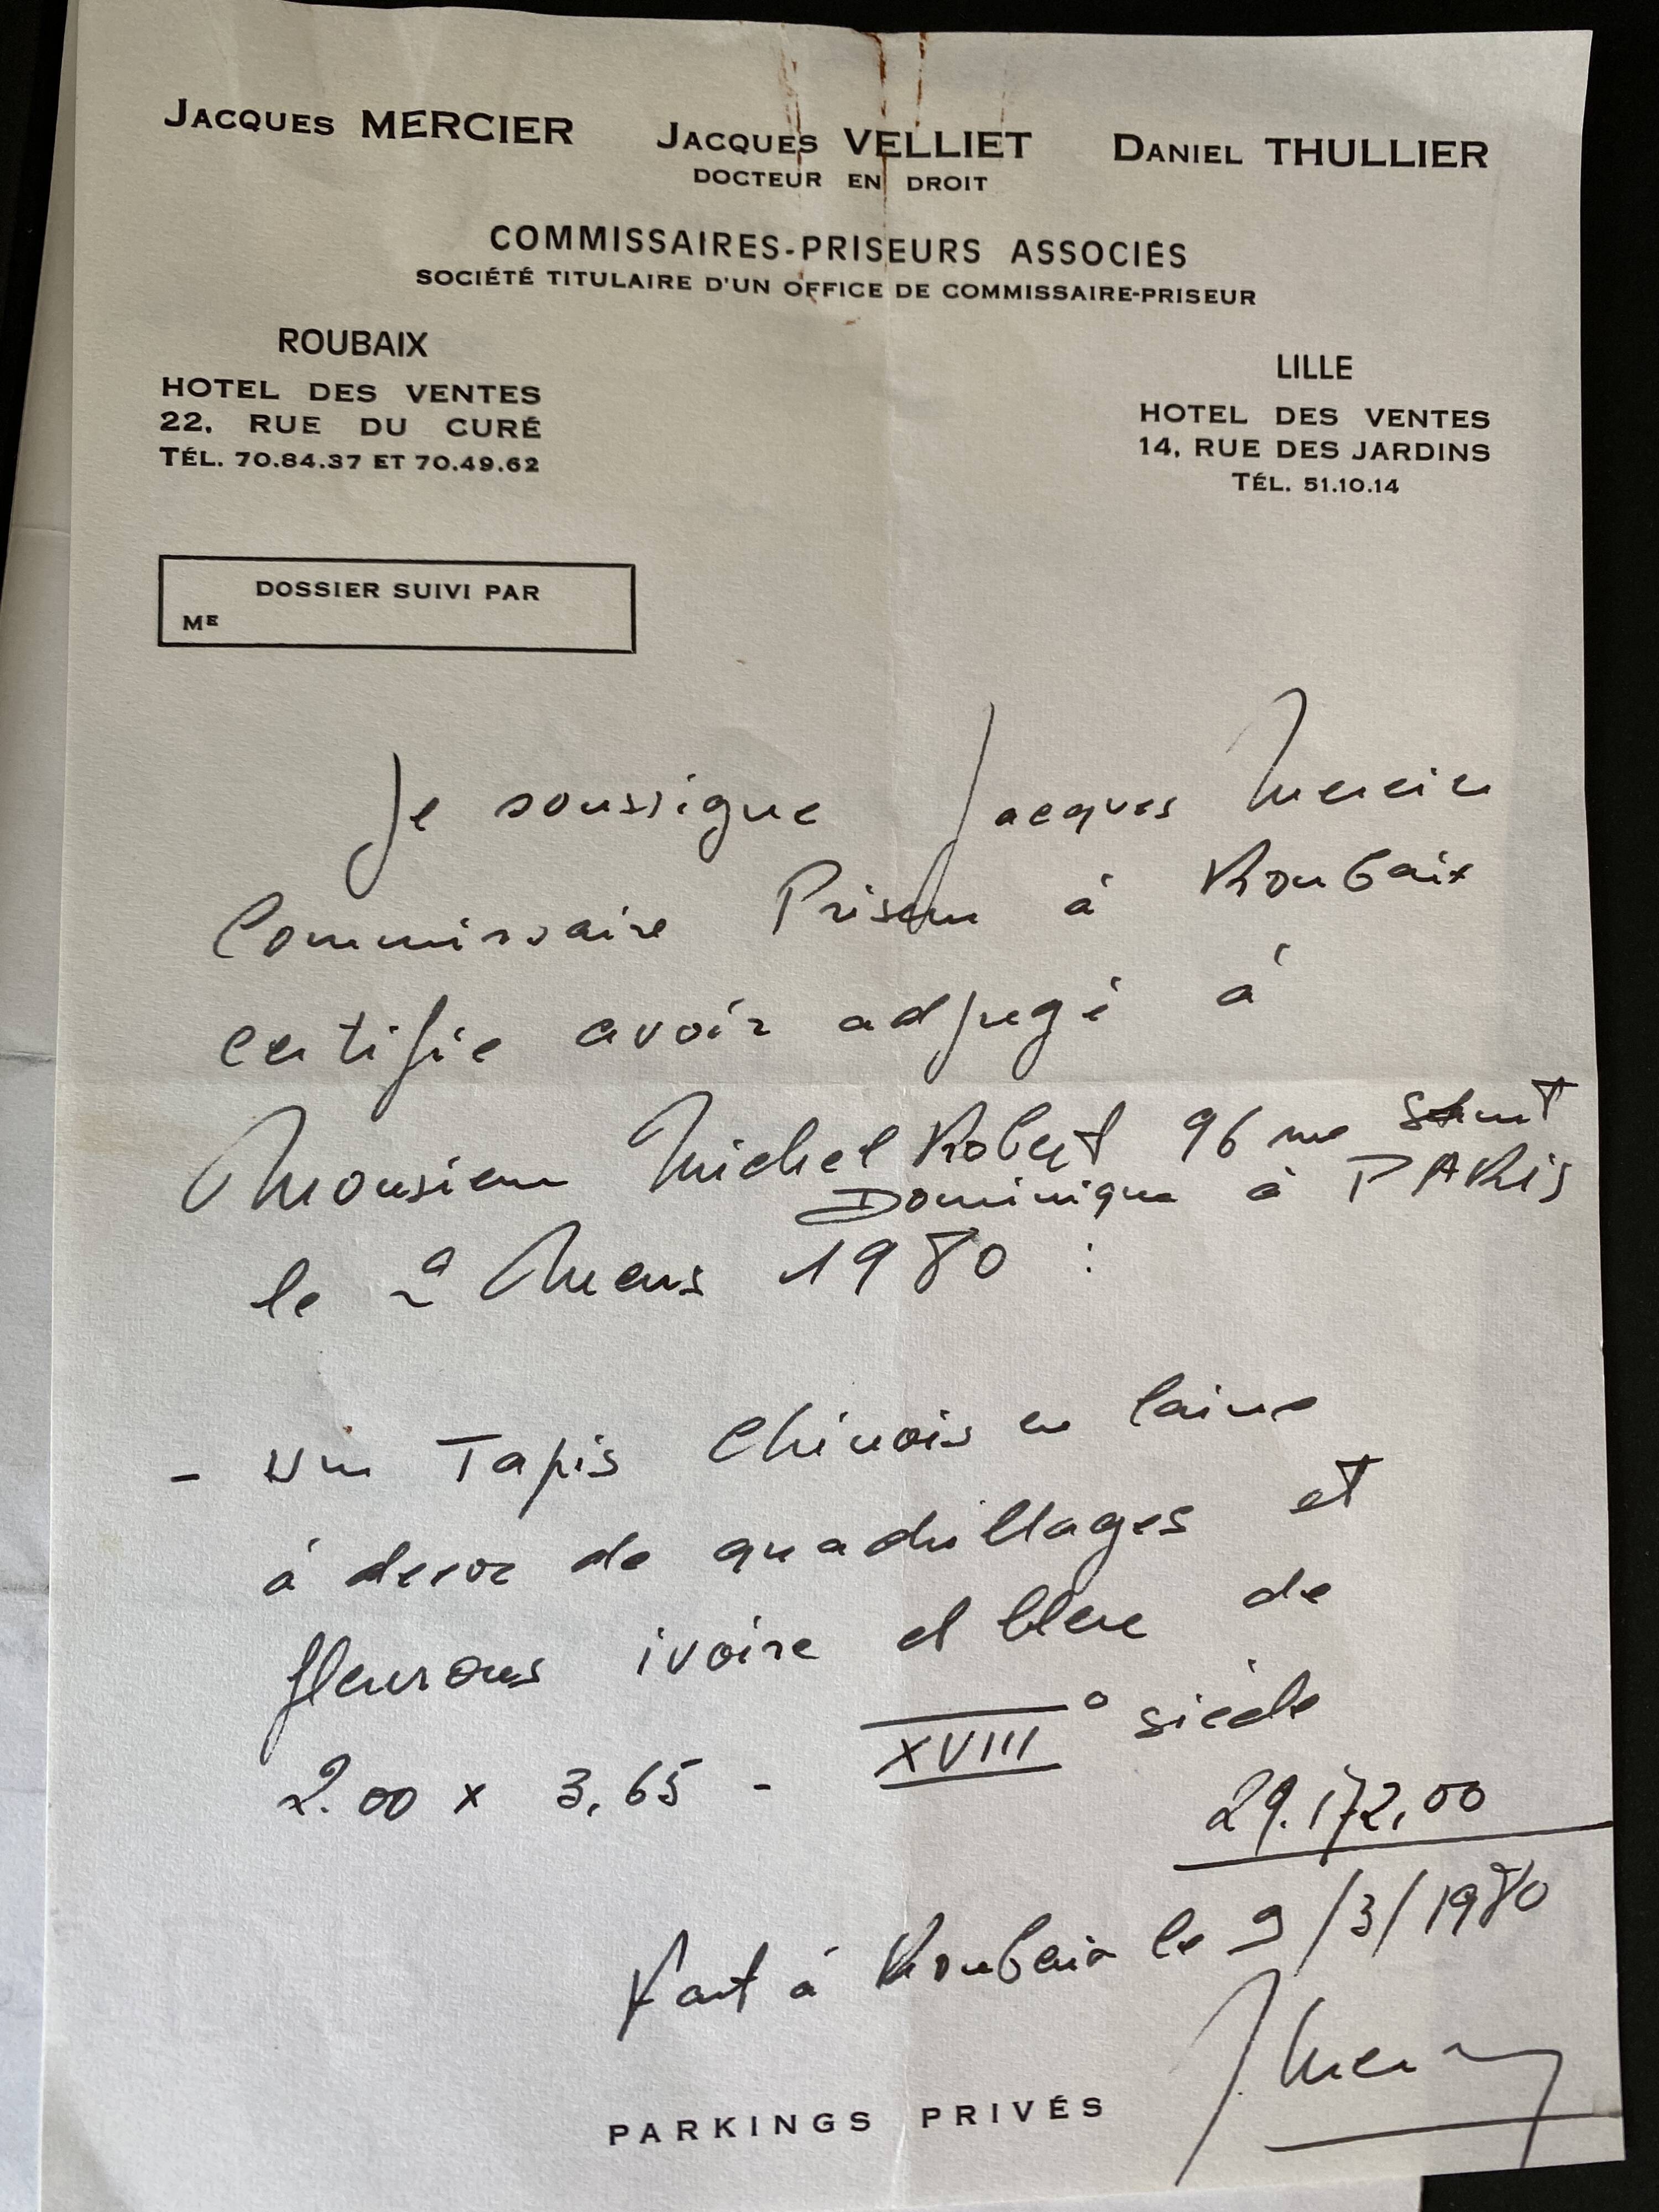 JACQUES MERCIER JACQUES VELLIET DANIEL THULLIER
DOCTEUR EN DROIT
COMMISSAIRES-PRISEURS ASSOCIÉS
SOCIÉTÉ TITULAIRE D'UN OFFICE DE COMMISSAIRE-PRISEUR
ROUBAIX
HOTEL DES VENTES
22, RUE DU CURÉ
TÉL. 70.84.37 ET 70.49.62
LILLE
HOTEL DES VENTES
14, RUE DES JARDINS
TÉL. 51.10.14
DOSSIER SUIVI PAR
ME
Je soussigné Jacques Mercier
Commissaire Priseur à Roubaix
certifie avoir adjugé à
Monsieur Michel Robert 96 rue Saint
Dominique à PARIS
le Mars 1980 :
- Un Tapis Chinois en laine
à decor de quadrillages et
fleurons ivoire et bleu de
2.00 x 3,65 - XVIII° siècle
29.172,00
Fait à Roubaix le 9/3/1980
PARKINGS PRIVÉS